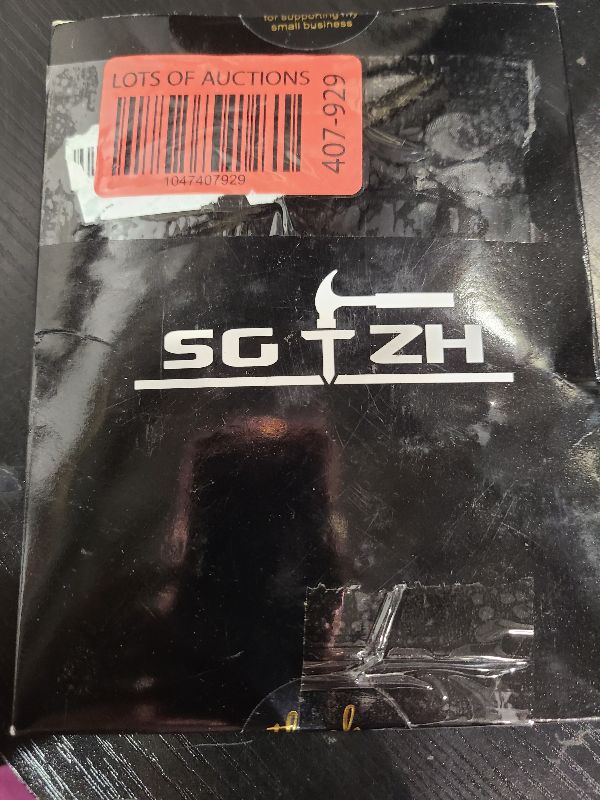 for supporting my
small business
LOTS OF AUCTIONS
407-929
1047407929
SGTZH